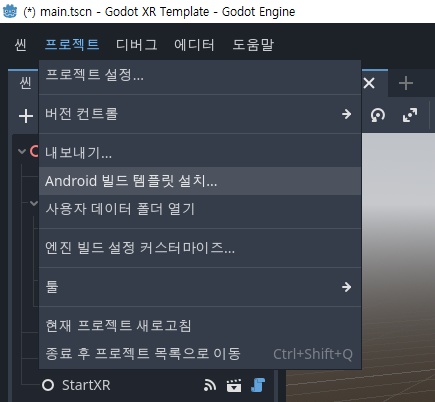 (*) main.tscn - Godot XR Template - Godot Engine
씬 프로젝트 디버그 에디터 도움말
씬
프로젝트 설정...
버전 컨트롤
내보내기...
Android 빌드 템플릿 설치...
사용자 데이터 폴더 열기
엔진 빌드 설정 커스터마이즈...
툴
현재 프로젝트 새로고침
종료 후 프로젝트 목록으로 이동 Ctrl+Shift+Q
StartXR